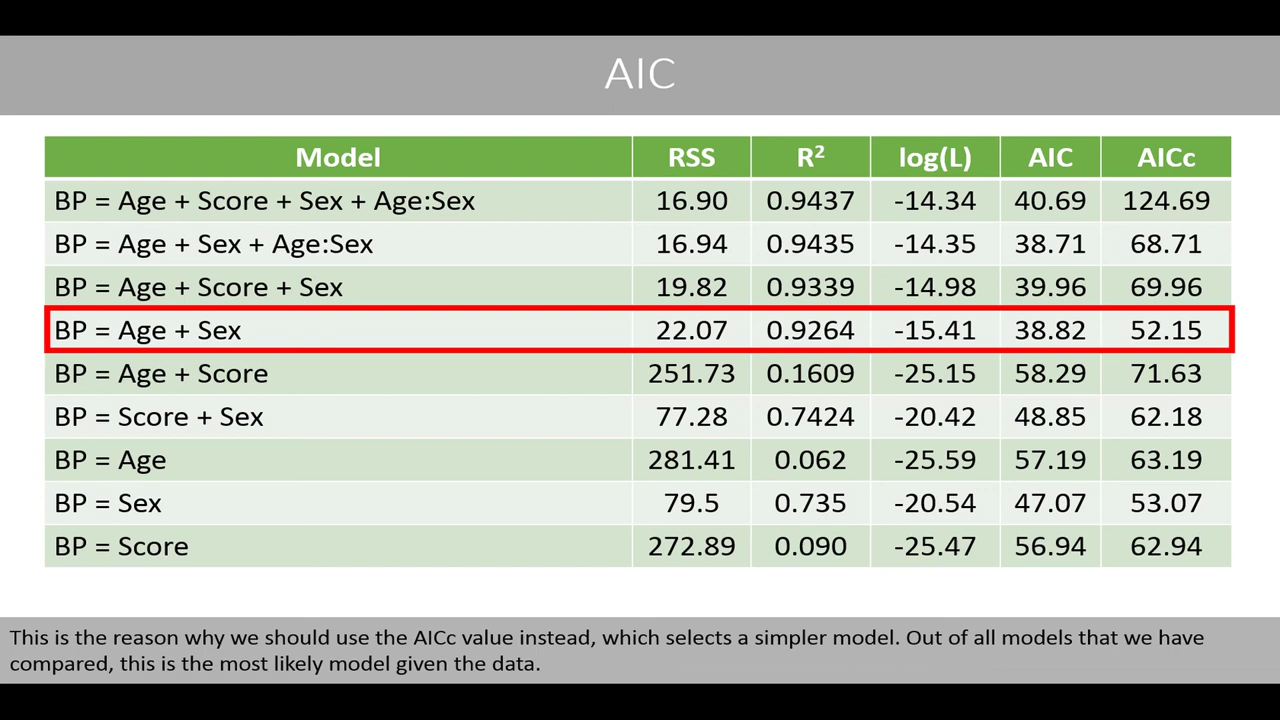 AIC
Model RSS R² log(L) AIC AICc
BP = Age + Score + Sex + Age:Sex 16.90 0.9437 -14.34 40.69 124.69
BP = Age + Sex + Age:Sex 16.94 0.9435 -14.35 38.71 68.71
BP = Age + Score + Sex 19.82 0.9339 -14.98 39.96 69.96
BP = Age + Sex 22.07 0.9264 -15.41 38.82 52.15
BP = Age + Score 251.73 0.1609 -25.15 58.29 71.63
BP = Score + Sex 77.28 0.7424 -20.42 48.85 62.18
BP = Age 281.41 0.062 -25.59 57.19 63.19
BP = Sex 79.5 0.735 -20.54 47.07 53.07
BP = Score 272.89 0.090 -25.47 56.94 62.94
This is the reason why we should use the AICc value instead, which selects a simpler model. Out of all models that we have
compared, this is the most likely model given the data.